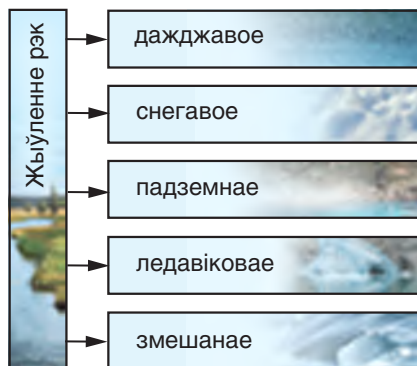 Жыўленне рэк
дажджавое
снегавое
падземнае
ледавіковае
змешанае